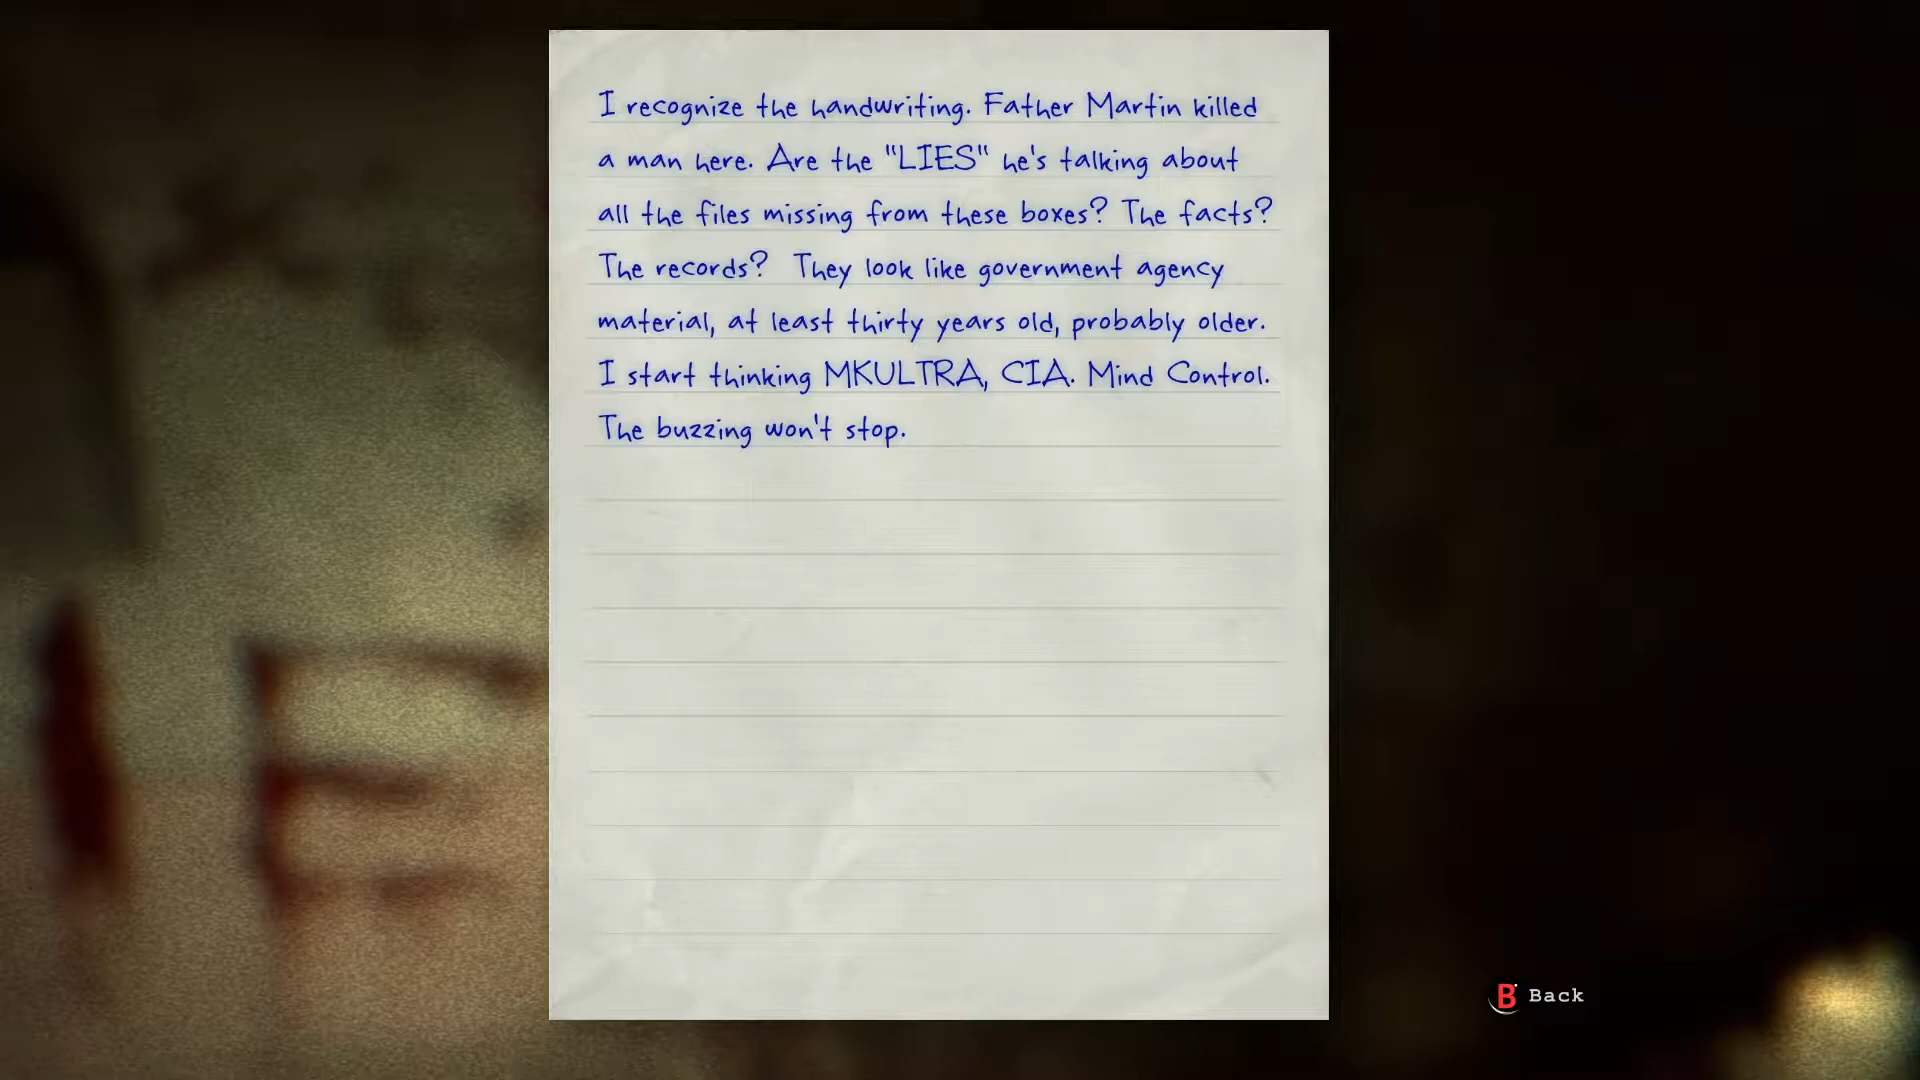 I recognize the handwriting. Father Martin killed
a man here. Are the "LIES" he's talking about
all the files missing from these boxes? The facts?
The records? They look like government agency
material, at least thirty years old, probably older.
I start thinking MKULTRA, CIA. Mind Control.
The buzzing won't stop.
B Back